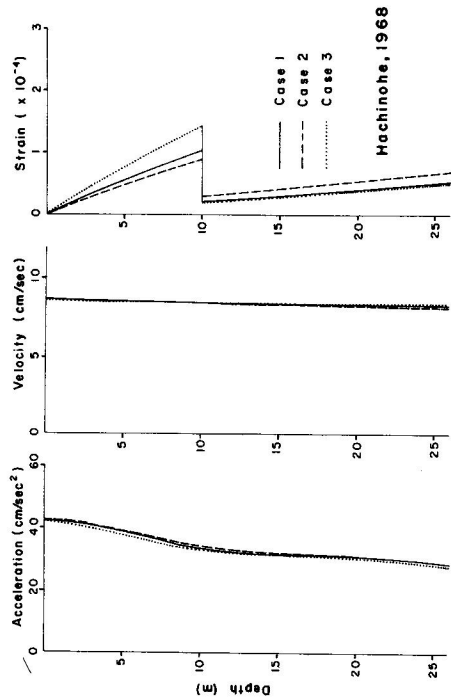 Acceleration (cm/sec²)
0 20 40 60
Depth (m)
5
10
15
20
25
Velocity (cm/sec)
0 5 10
5
10
15
20
25
Strain ( x 10⁻⁴)
0 1 2 3
5
10
15
20
25
Case 1
Case 2
Case 3
Hachinohe, 1968